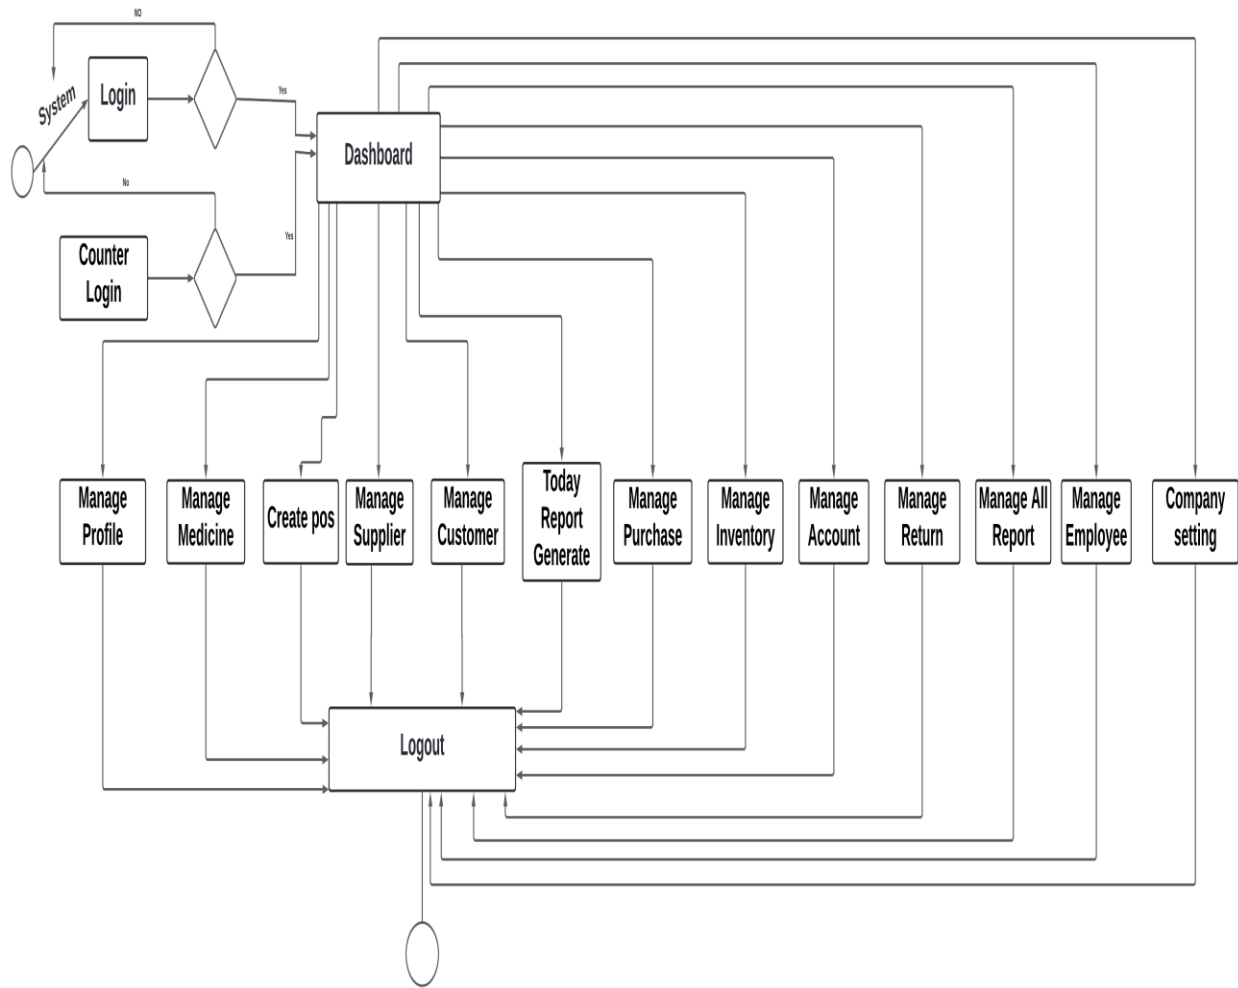 NO
System
Login
Yes
Dashboard
No
Yes
Counter
Login
Manage
Profile
Manage
Medicine
Create pos
Manage
Supplier
Manage
Customer
Today
Report
Generate
Manage
Purchase
Manage
Inventory
Manage
Account
Manage
Return
Manage All
Report
Manage
Employee
Company
setting
Logout